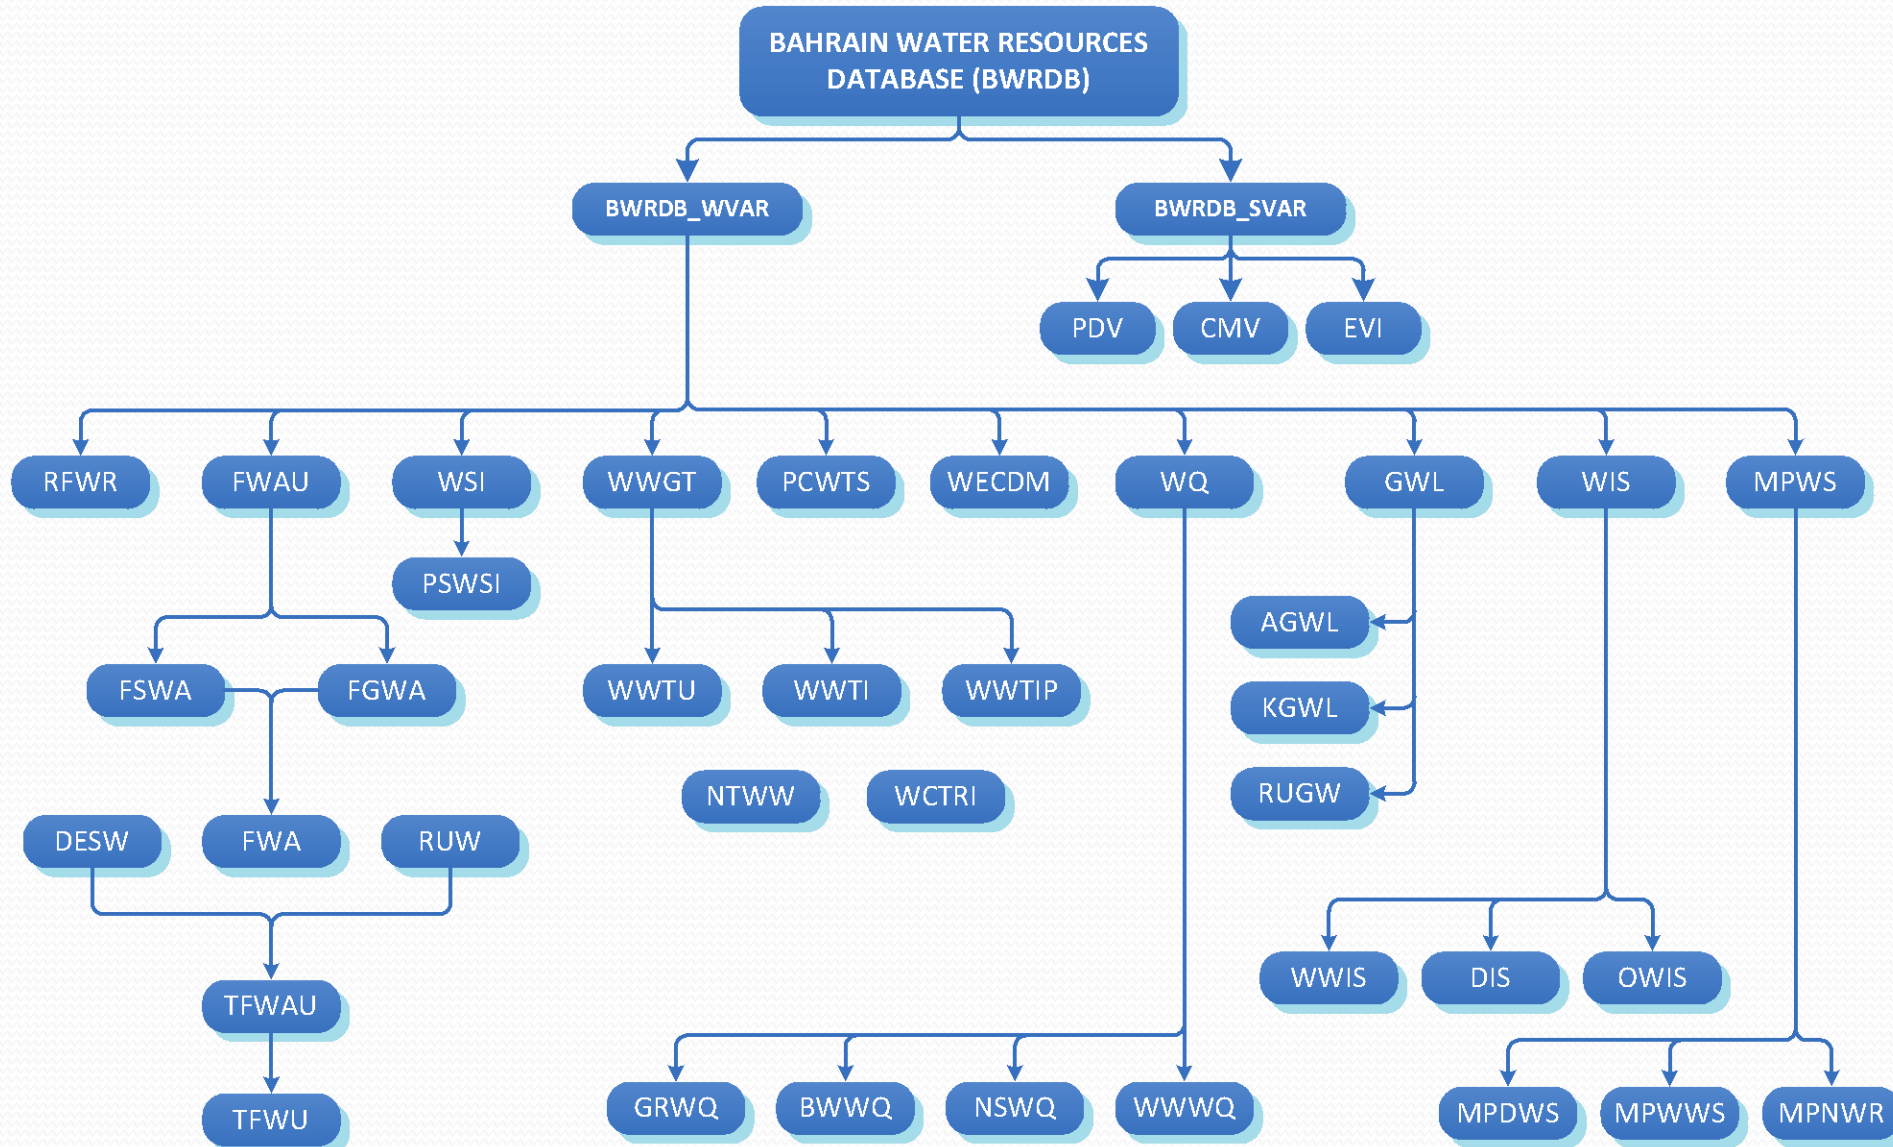 BAHRAIN WATER RESOURCES
DATABASE (BWRDB)
BWRDB_WVAR
BWRDB_SVAR
PDV
CMV
EVI
RFWR
FWAU
WSI
WWGT
PCWTS
WECDM
WQ
GWL
WIS
MPWS
PSWSI
AGWL
FSWA
FGWA
WWTU
WWTI
WWTIP
KGWL
NTWW
WCTRI
RUGW
DESW
FWA
RUW
WWIS
DIS
OWIS
TFWAU
TFWU
GRWQ
BWWQ
NSWQ
WWWQ
MPDWS
MPWWS
MPNWR